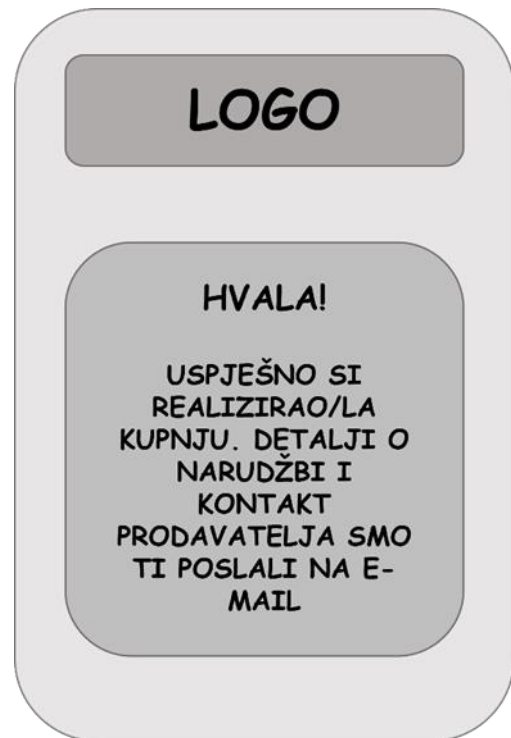 LOGO
HVALA!
USPJEŠNO SI
REALIZIRAO/LA
KUPNJU. DETALJI O
NARUDŽBI I
KONTAKT
PRODAVATELJA SMO
TI POSLALI NA E-
MAIL